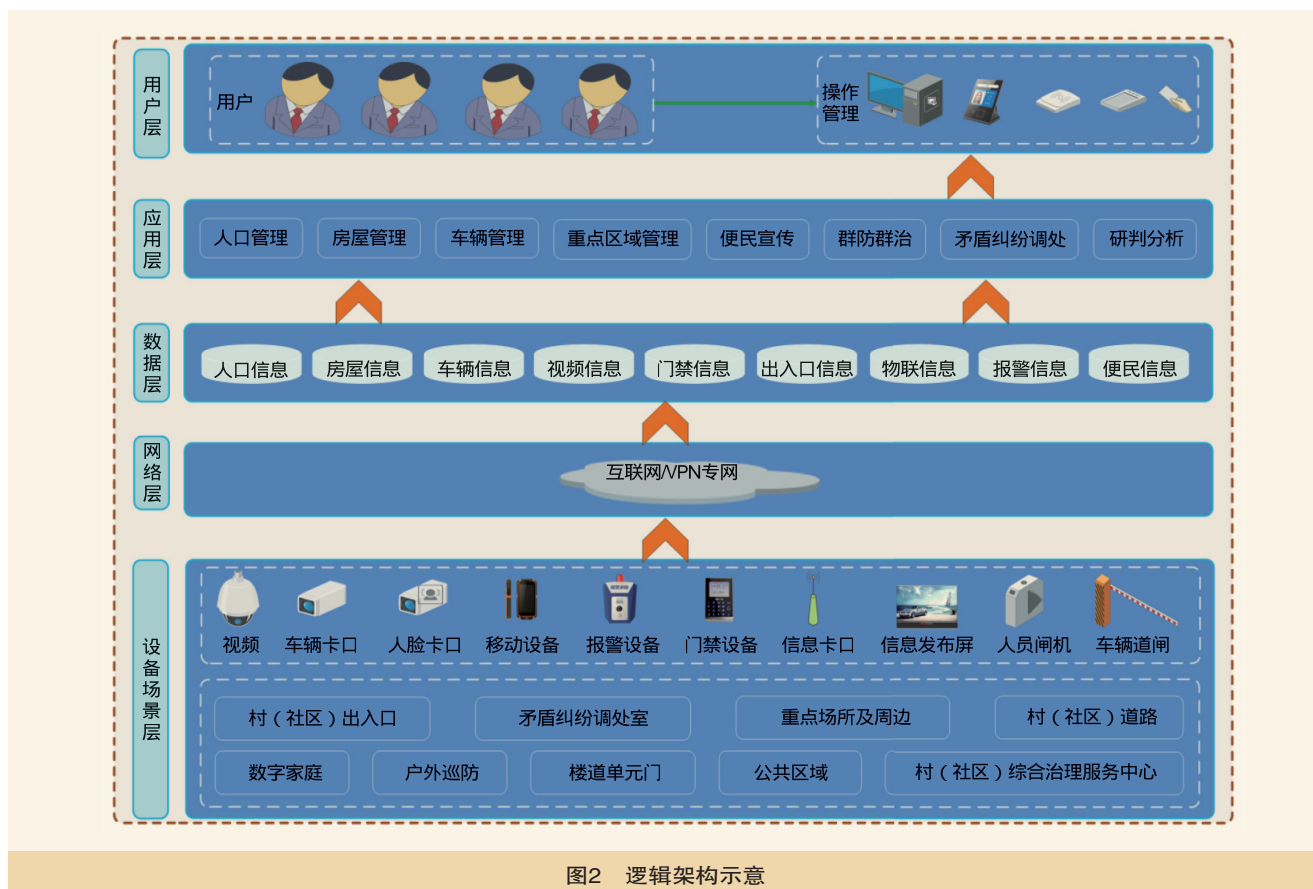 用户层
用户
操作
管理
应用层
人口管理
房屋管理
车辆管理
重点区域管理
便民宣传
群防群治
矛盾纠纷调处
研判分析
数据层
人口信息
房屋信息
车辆信息
视频信息
门禁信息
出入口信息
物联信息
报警信息
便民信息
网络层
互联网/VPN专网
设备场景层
视频
车辆卡口
人脸卡口
移动设备
报警设备
门禁设备
信息卡口
信息发布屏
人员闸机
车辆道闸
村（社区）出入口
矛盾纠纷调处室
重点场所及周边
村（社区）道路
数字家庭
户外巡防
楼道单元门
公共区域
村（社区）综合治理服务中心
图2 逻辑架构示意